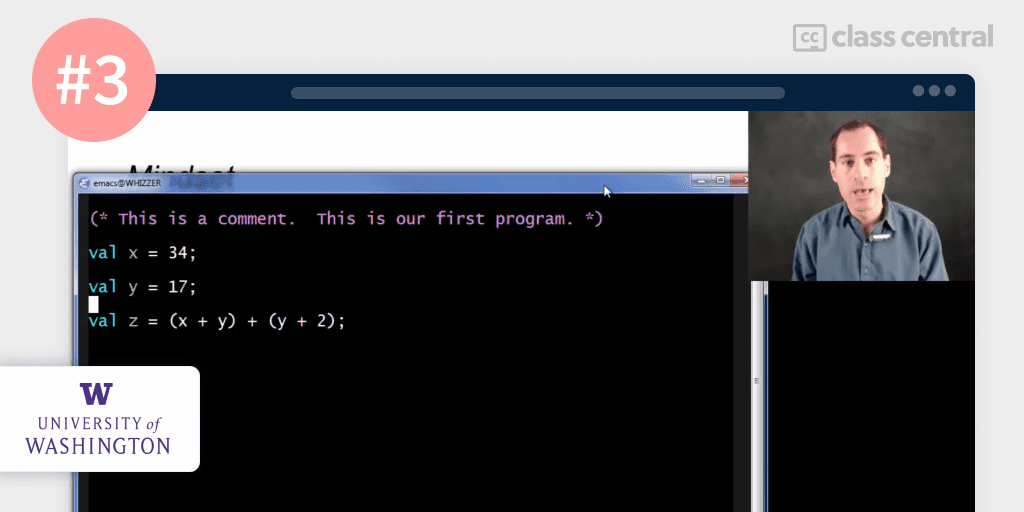 #3
cc class central
Mindset
emacs@WHIZZER
(* This is a comment.  This is our first program. *)
val x = 34;
val y = 17;
val z = (x + y) + (y + 2);
W
UNIVERSITY of
WASHINGTON